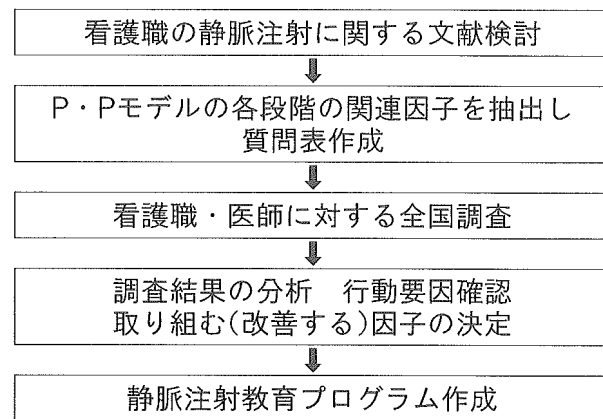 看護職の静脈注射に関する文献検討
P・Pモデルの各段階の関連因子を抽出し
質問表作成
看護職・医師に対する全国調査
調査結果の分析　行動要因確認
取り組む(改善する)因子の決定
静脈注射教育プログラム作成